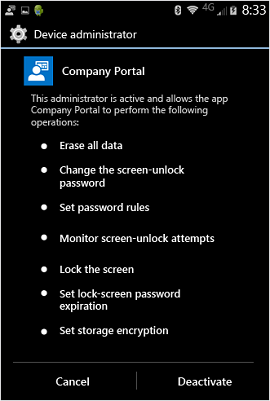 4G 8:33
Device administrator
Company Portal
This administrator is active and allows the app
Company Portal to perform the following
operations:
Erase all data
Change the screen-unlock
password
Set password rules
Monitor screen-unlock attempts
Lock the screen
Set lock-screen password
expiration
Set storage encryption
Cancel Deactivate